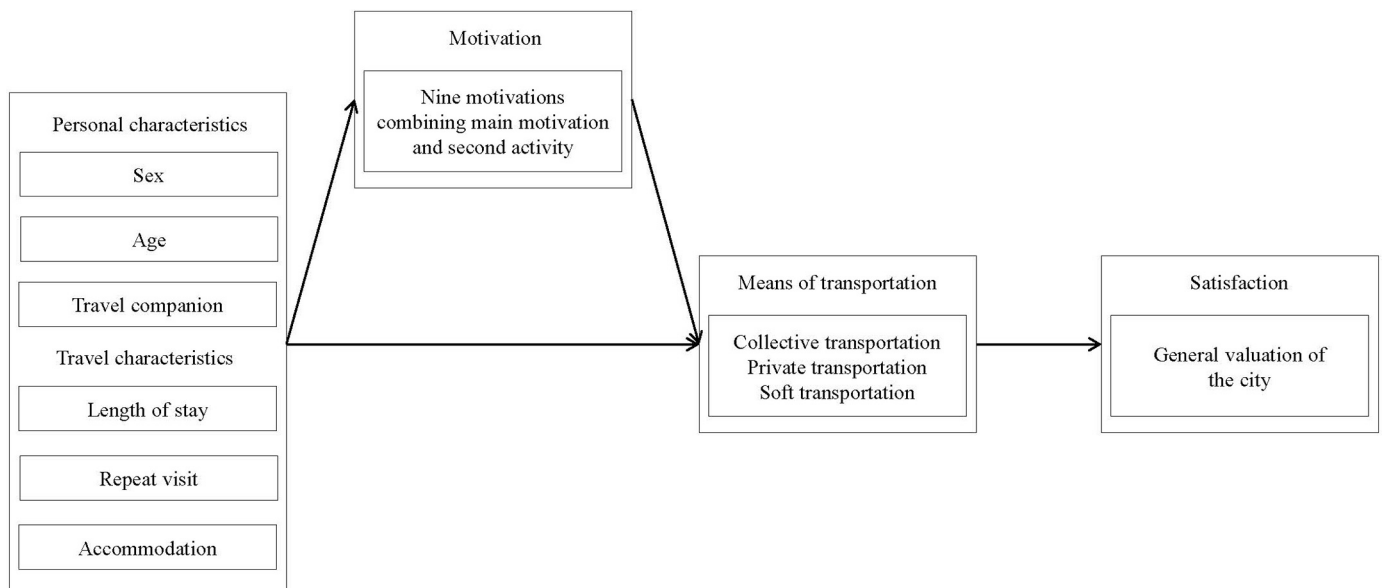 Motivation
Nine motivations
combining main motivation
and second activity
Personal characteristics
Sex
Age
Travel companion
Travel characteristics
Length of stay
Repeat visit
Accommodation
Means of transportation
Collective transportation
Private transportation
Soft transportation
Satisfaction
General valuation of
the city